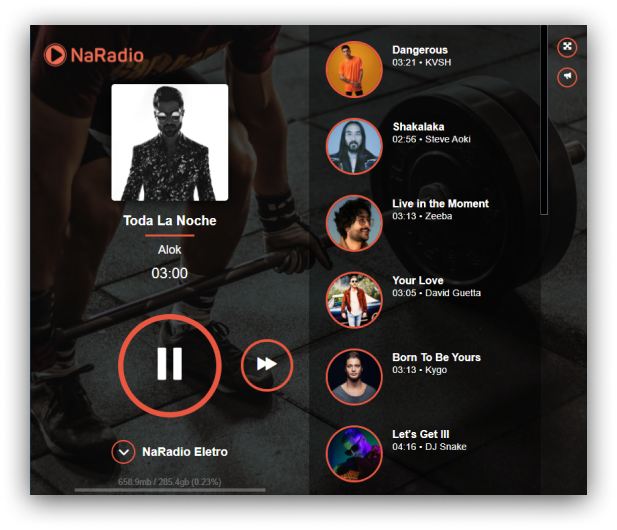 NaRadio
Toda La Noche
Alok
03:00
NaRadio Eletro
658.9mb / 285.4gb (0.23%)
Dangerous
03:21 • KVSH
Shakalaka
02:56 • Steve Aoki
Live in the Moment
03:13 • Zeeba
Your Love
03:05 • David Guetta
Born To Be Yours
03:13 • Kygo
Let's Get Ill
04:16 • DJ Snake